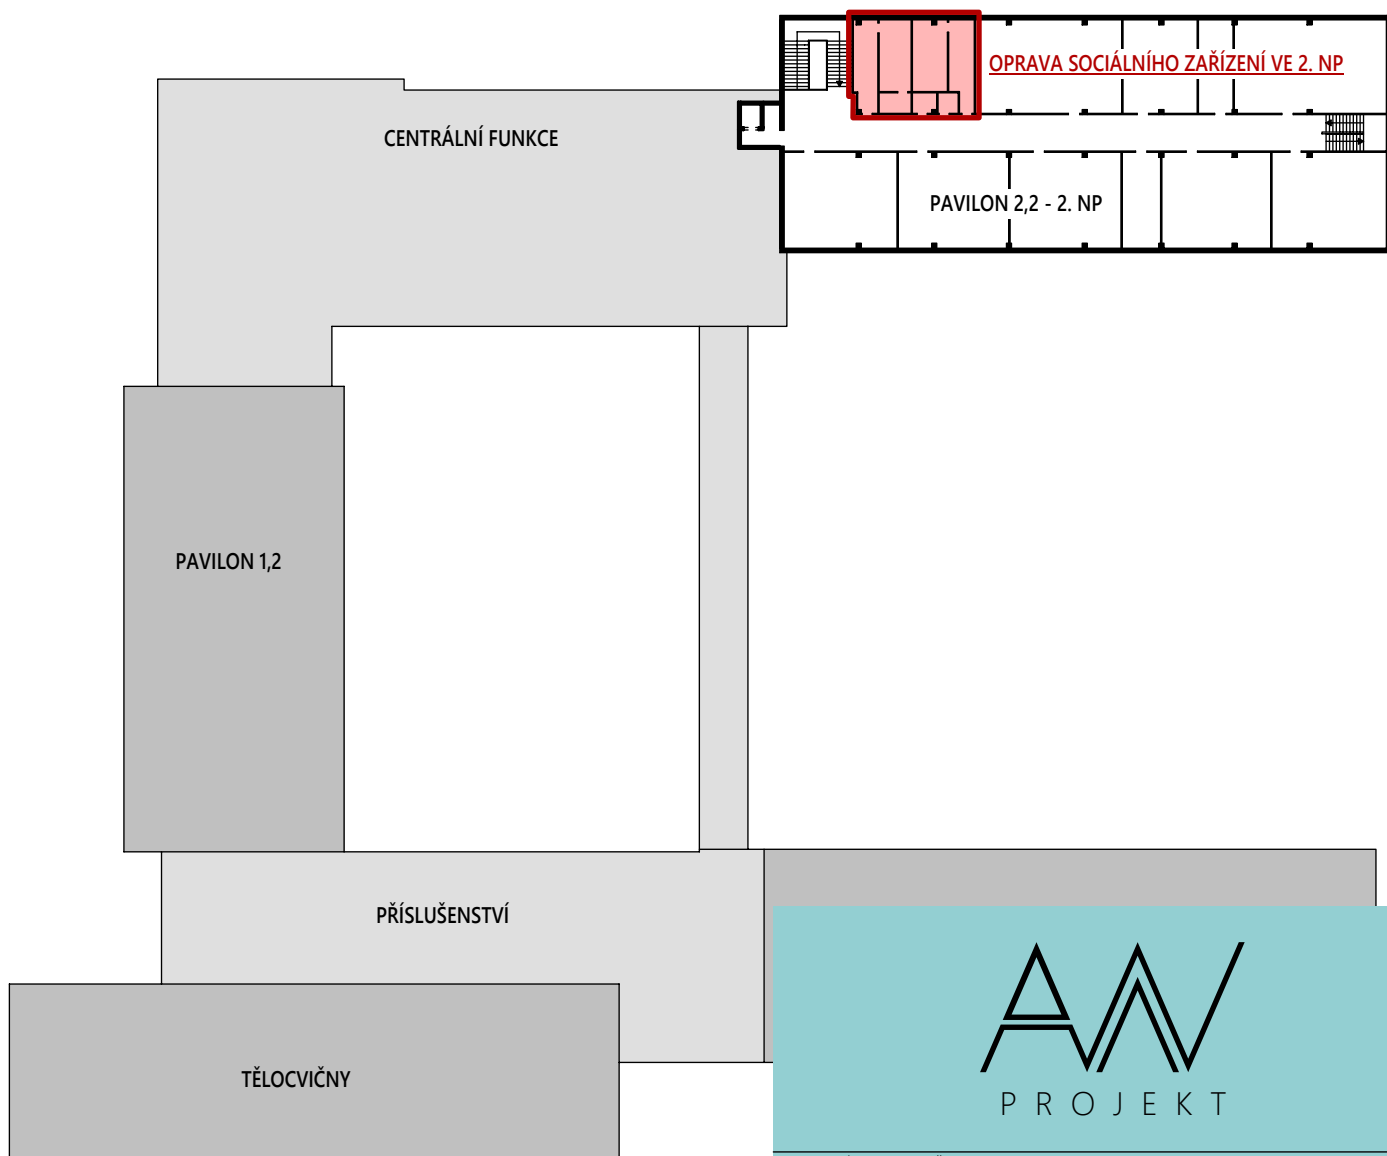 OPRAVA SOCIÁLNÍHO ZAŘÍZENÍ VE 2. NP
CENTRÁLNÍ FUNKCE
PAVILON 2,2 - 2. NP
PAVILON 1,2
PŘÍSLUŠENSTVÍ
TĚLOCVIČNY
AW
PROJEKT